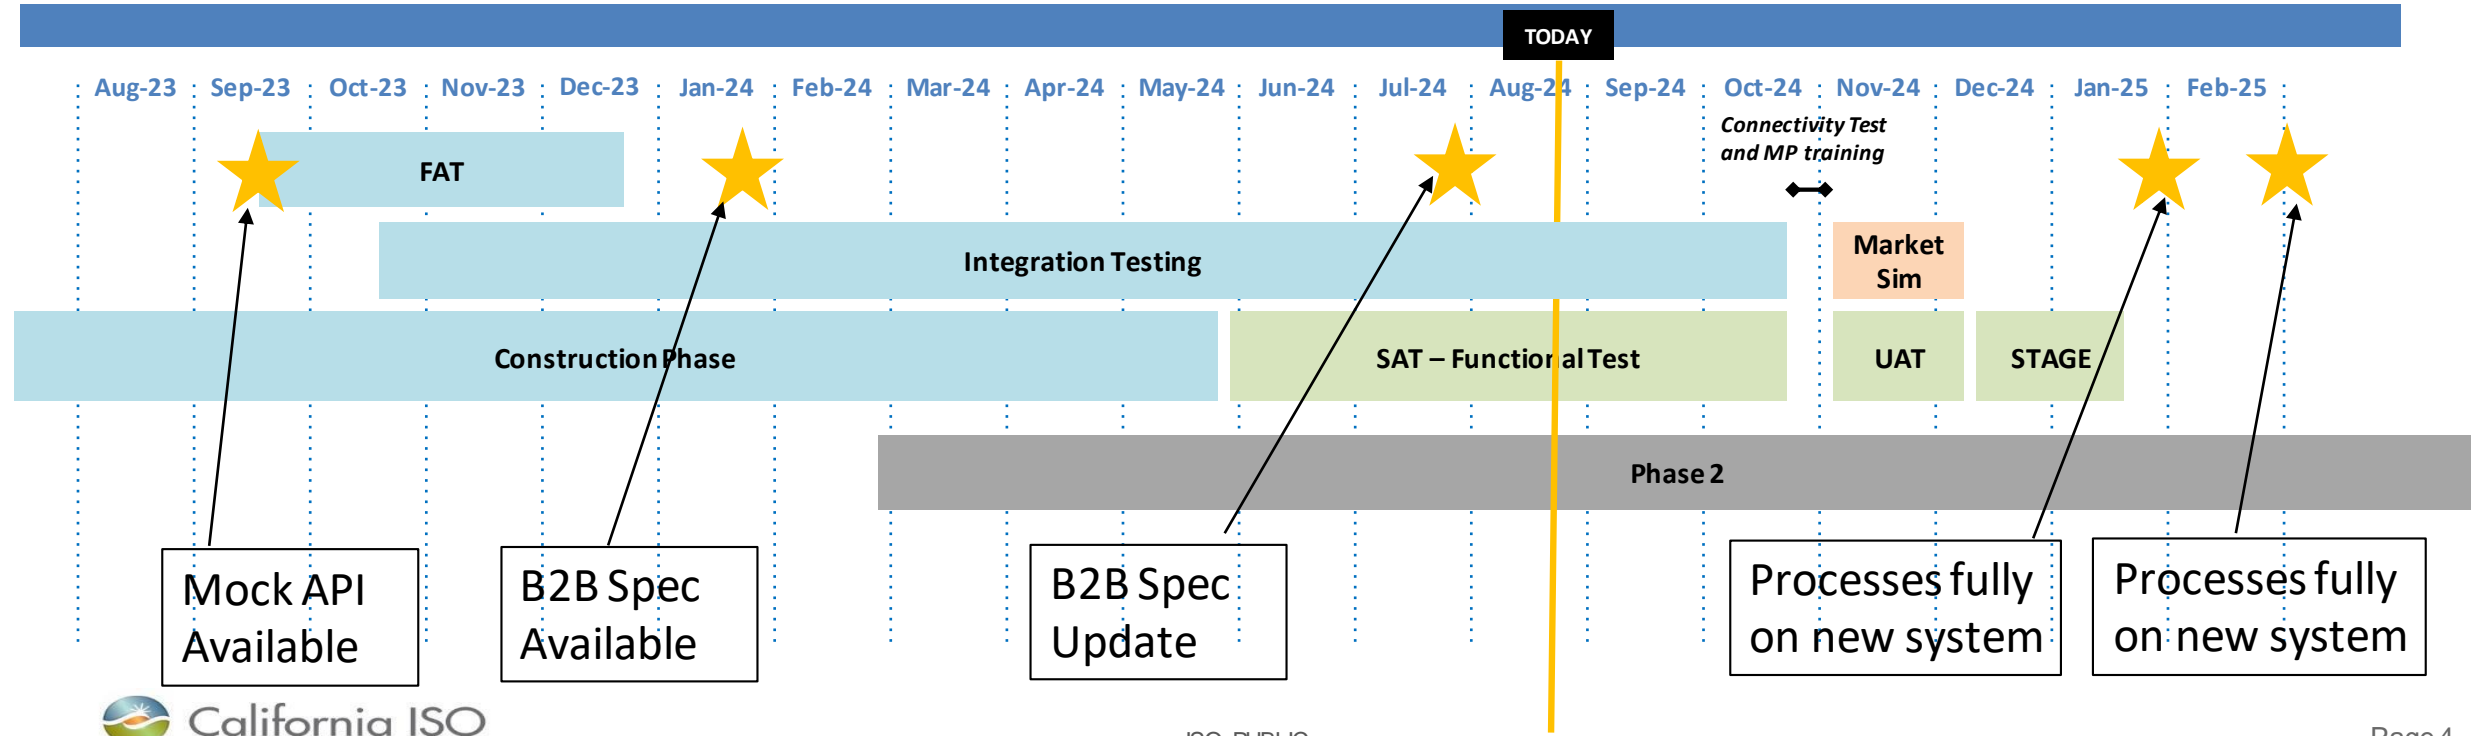 TODAY
Aug-23 Sep-23 Oct-23 Nov-23 Dec-23 Jan-24 Feb-24 Mar-24 Apr-24 May-24 Jun-24 Jul-24 Aug-24 Sep-24 Oct-24 Nov-24 Dec-24 Jan-25 Feb-25
Connectivity Test
and MP training
FAT
Integration Testing
Market
Sim
Construction Phase
SAT – Functional Test
UAT
STAGE
Phase 2
Mock API
Available
B2B Spec
Available
B2B Spec
Update
Processes fully
on new system
Processes fully
on new system
California ISO
ISO PUBLIC
Page 4